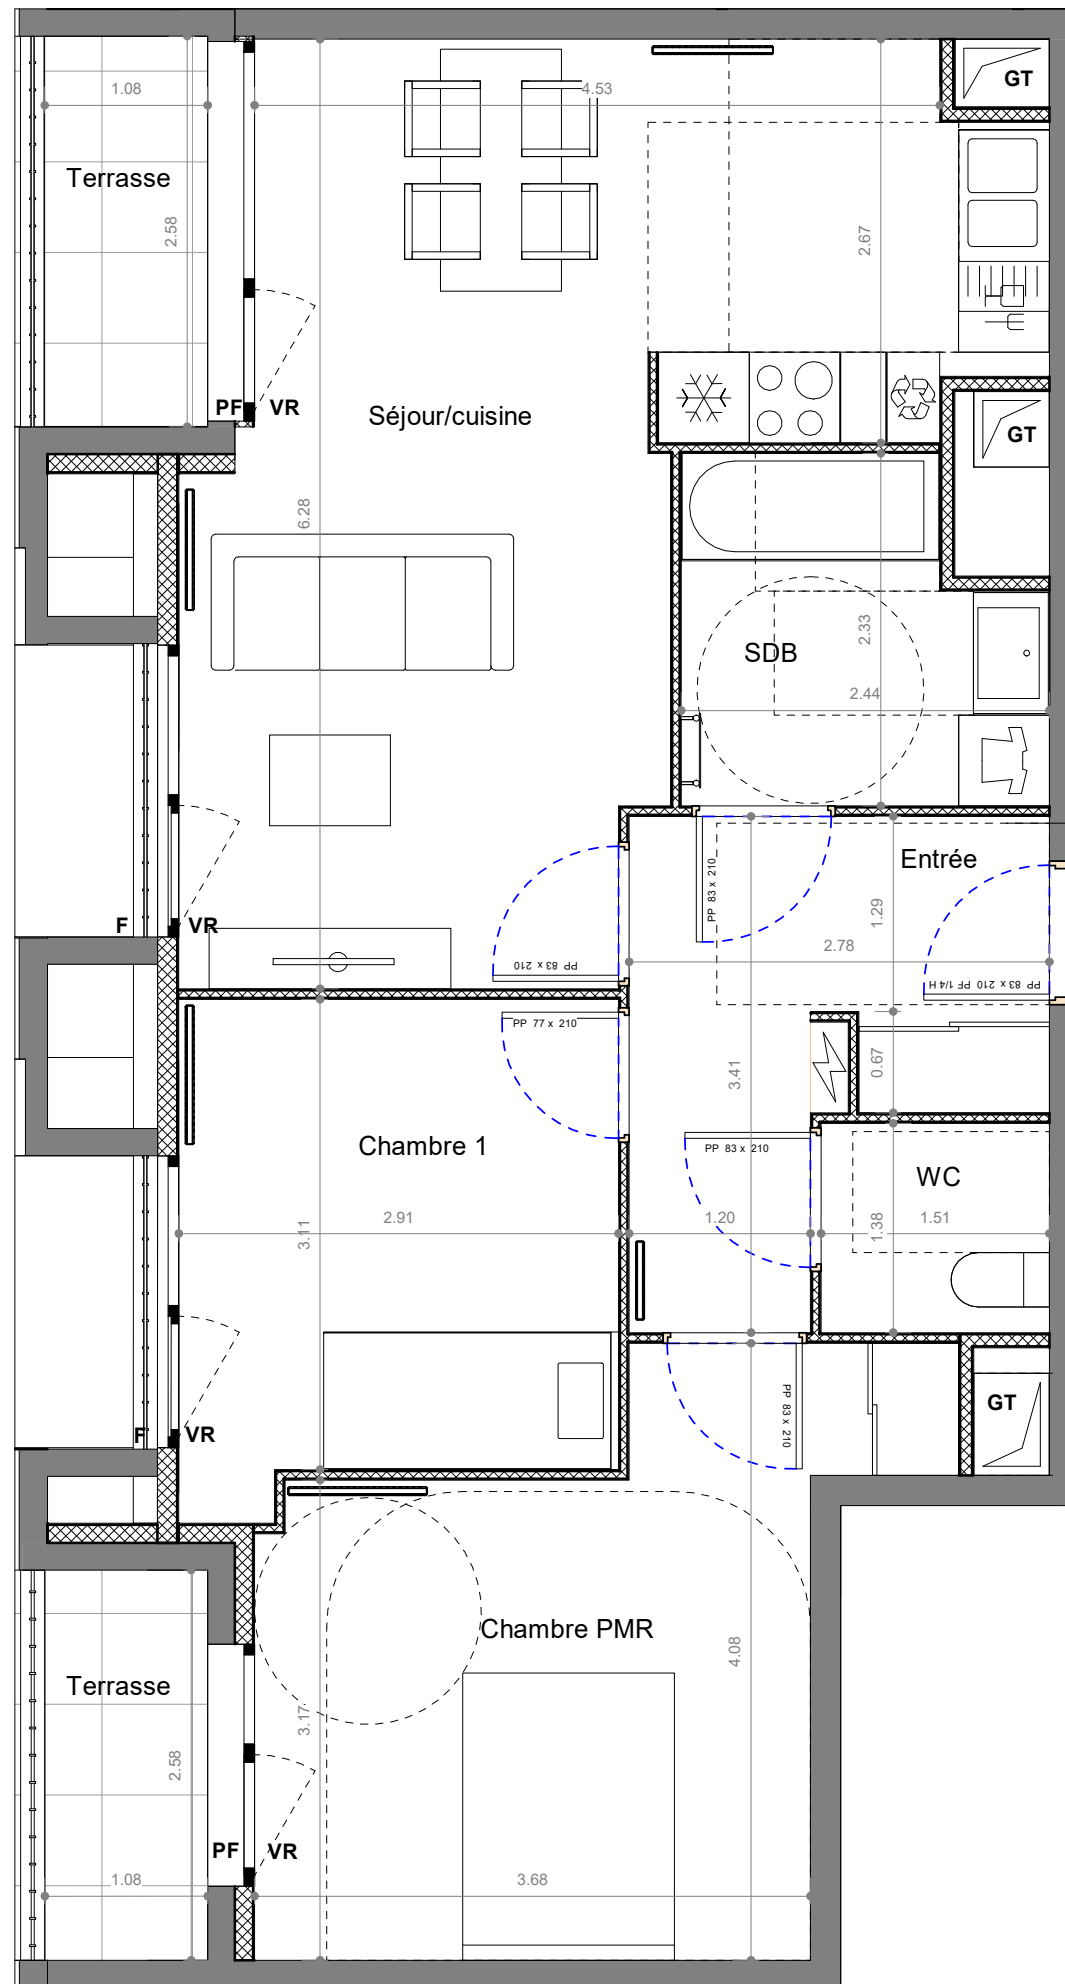 GT
1.08
4.53
Terrasse
2.58
2.67
PF VR
Séjour/cuisine
GT
6.28
2.33
SDB
2.44
Entrée
PP 83 x 210
1.29
F VR
2.78
PP 83 x 210
PP 83 x 210 PF 1/4 H
PP 77 x 210
3.41
0.67
Chambre 1
PP 83 x 210
WC
2.91
1.20
1.38
1.51
3.11
GT
PP 83 x 210
F VR
Chambre PMR
4.08
Terrasse
3.17
2.58
PF VR
1.08
3.68